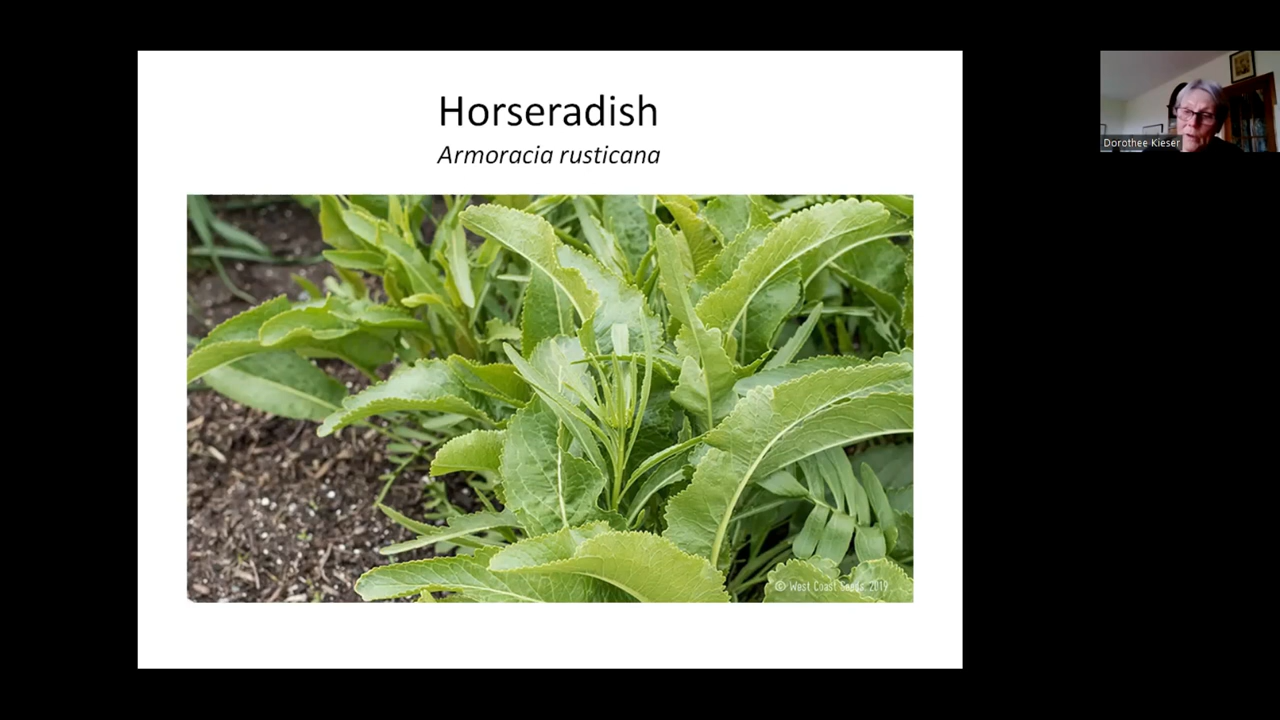 Horseradish
Armoracia rusticana
Dorothee Kieser
© West Coast Seeds, 2019